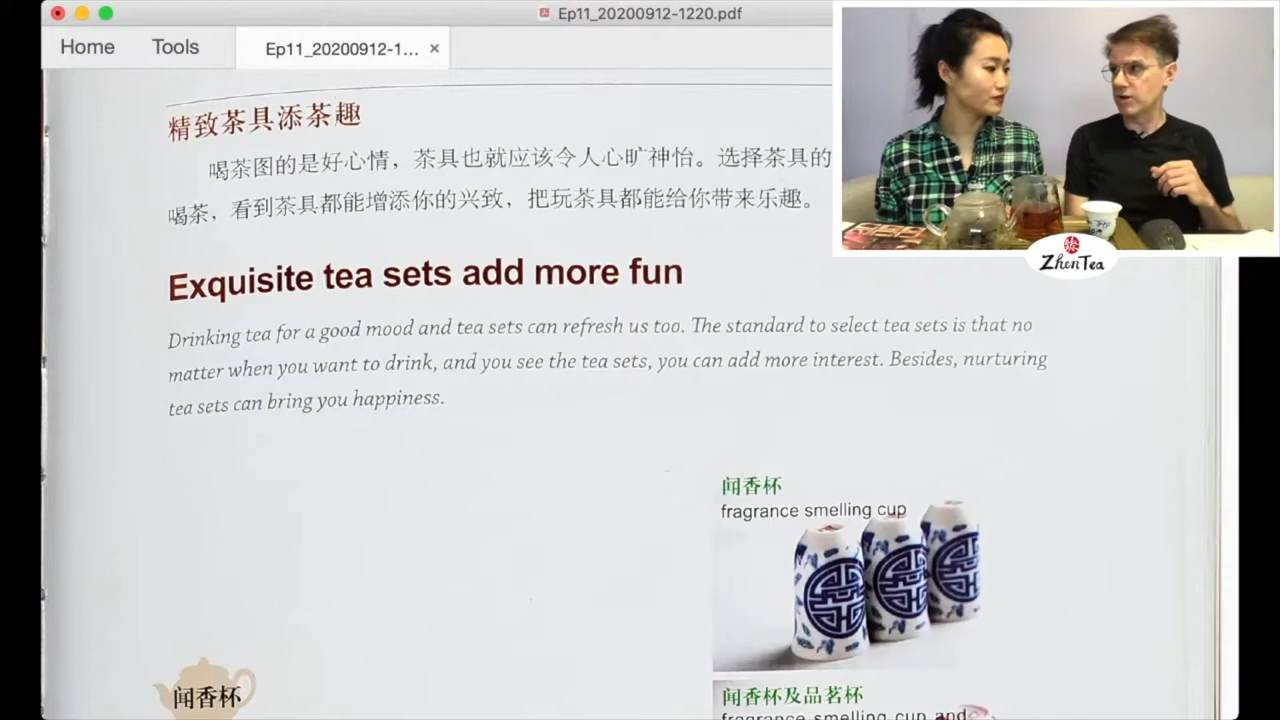 Ep11_20200912-1220.pdf
Home
Tools
Ep11_20200912-1... ×
ZhenTea
精致茶具添茶趣
喝茶图的是好心情，茶具也就应该令人心旷神怡。选择茶具的
喝茶，看到茶具都能增添你的兴致，把玩茶具都能给你带来乐趣。
Exquisite tea sets add more fun
Drinking tea for a good mood and tea sets can refresh us too. The standard to select tea sets is that no
matter when you want to drink, and you see the tea sets, you can add more interest. Besides, nurturing
tea sets can bring you happiness.
闻香杯
fragrance smelling cup
闻香杯
闻香杯及品茗杯
fragrance smelling cup and